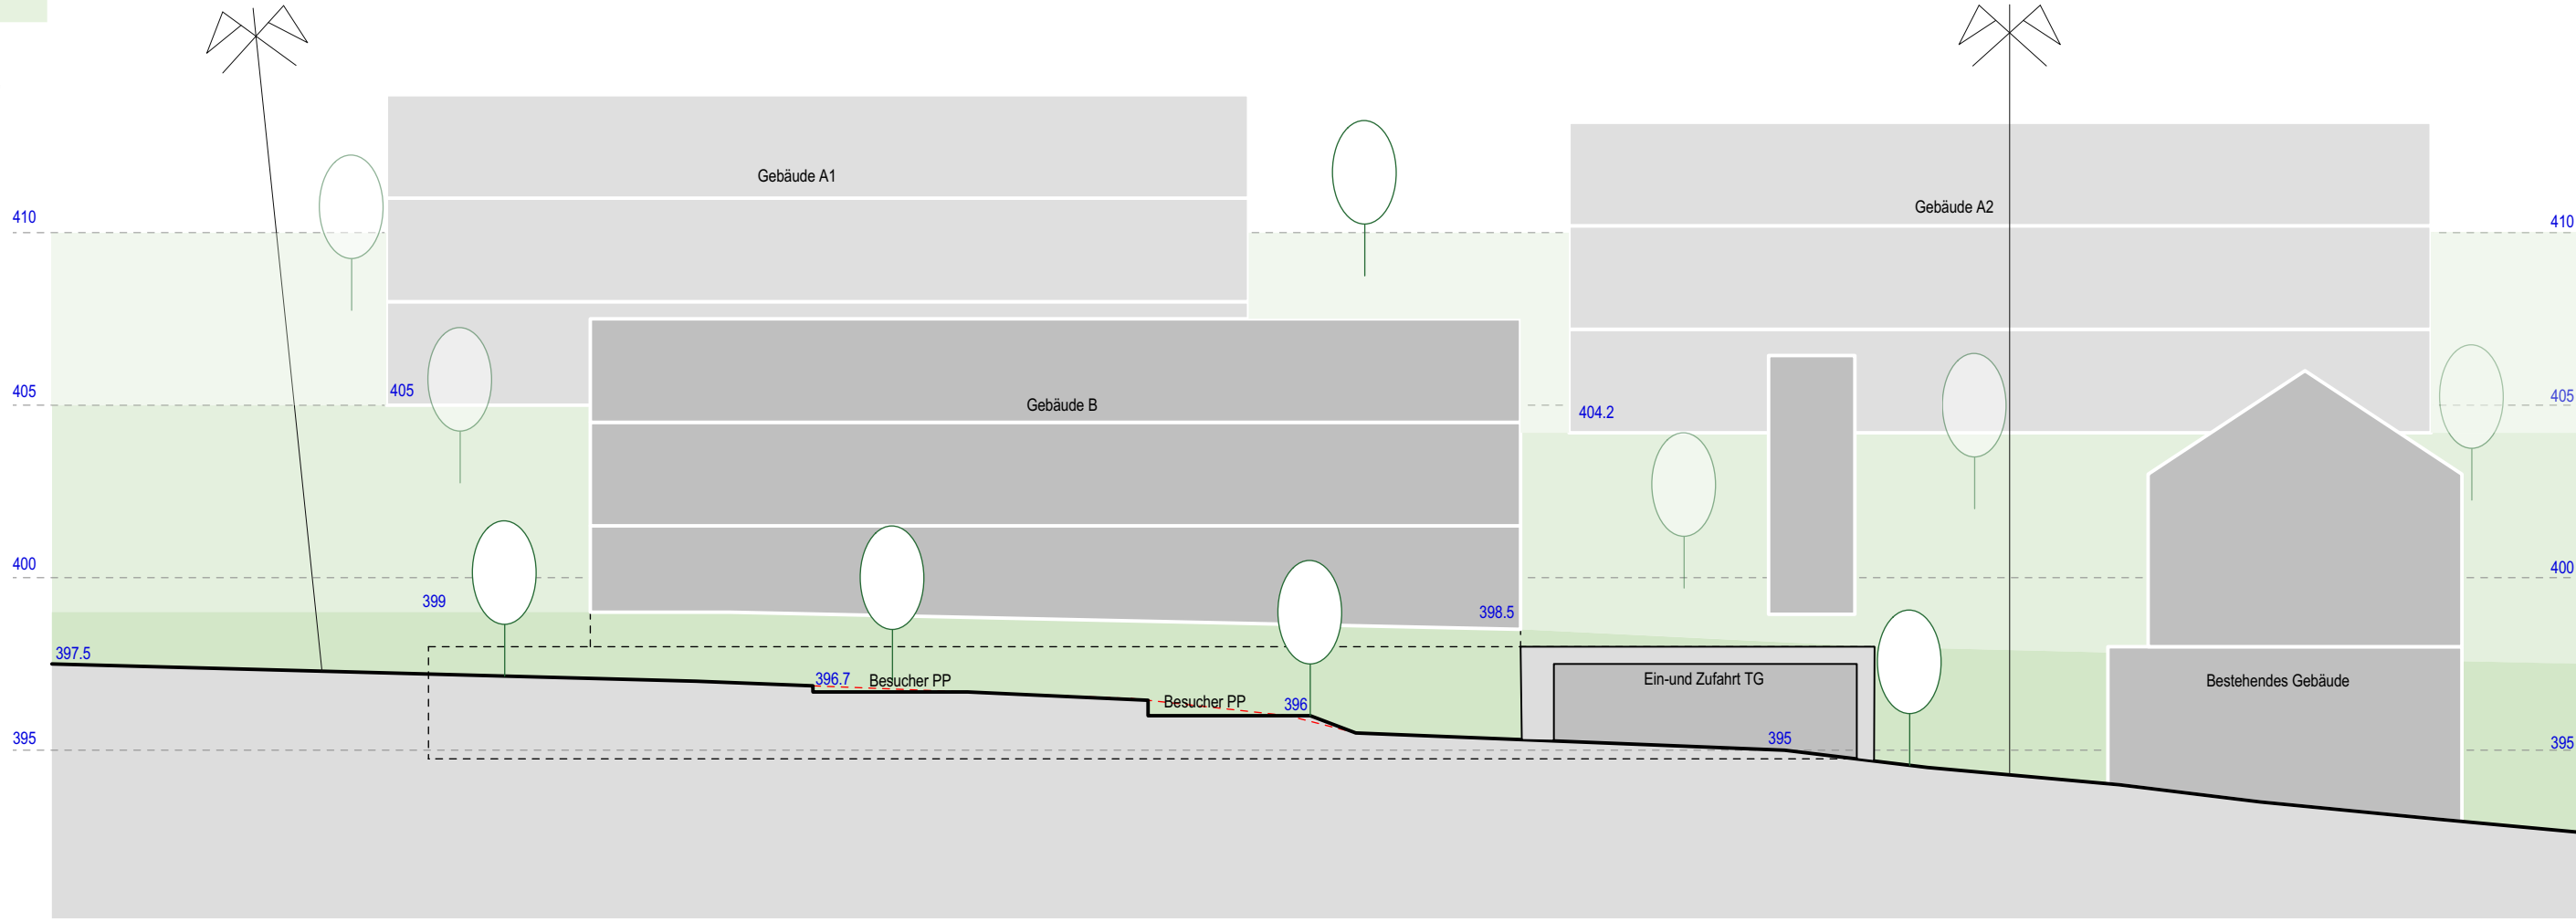 Gebäude A1
Gebäude A2
410
410
405
405
Gebäude B
404.2
405
400
400
399
398.5
397.5
396.7
Besucher PP
Ein-und Zufahrt TG
Bestehendes Gebäude
Besucher PP
396
395
395
395